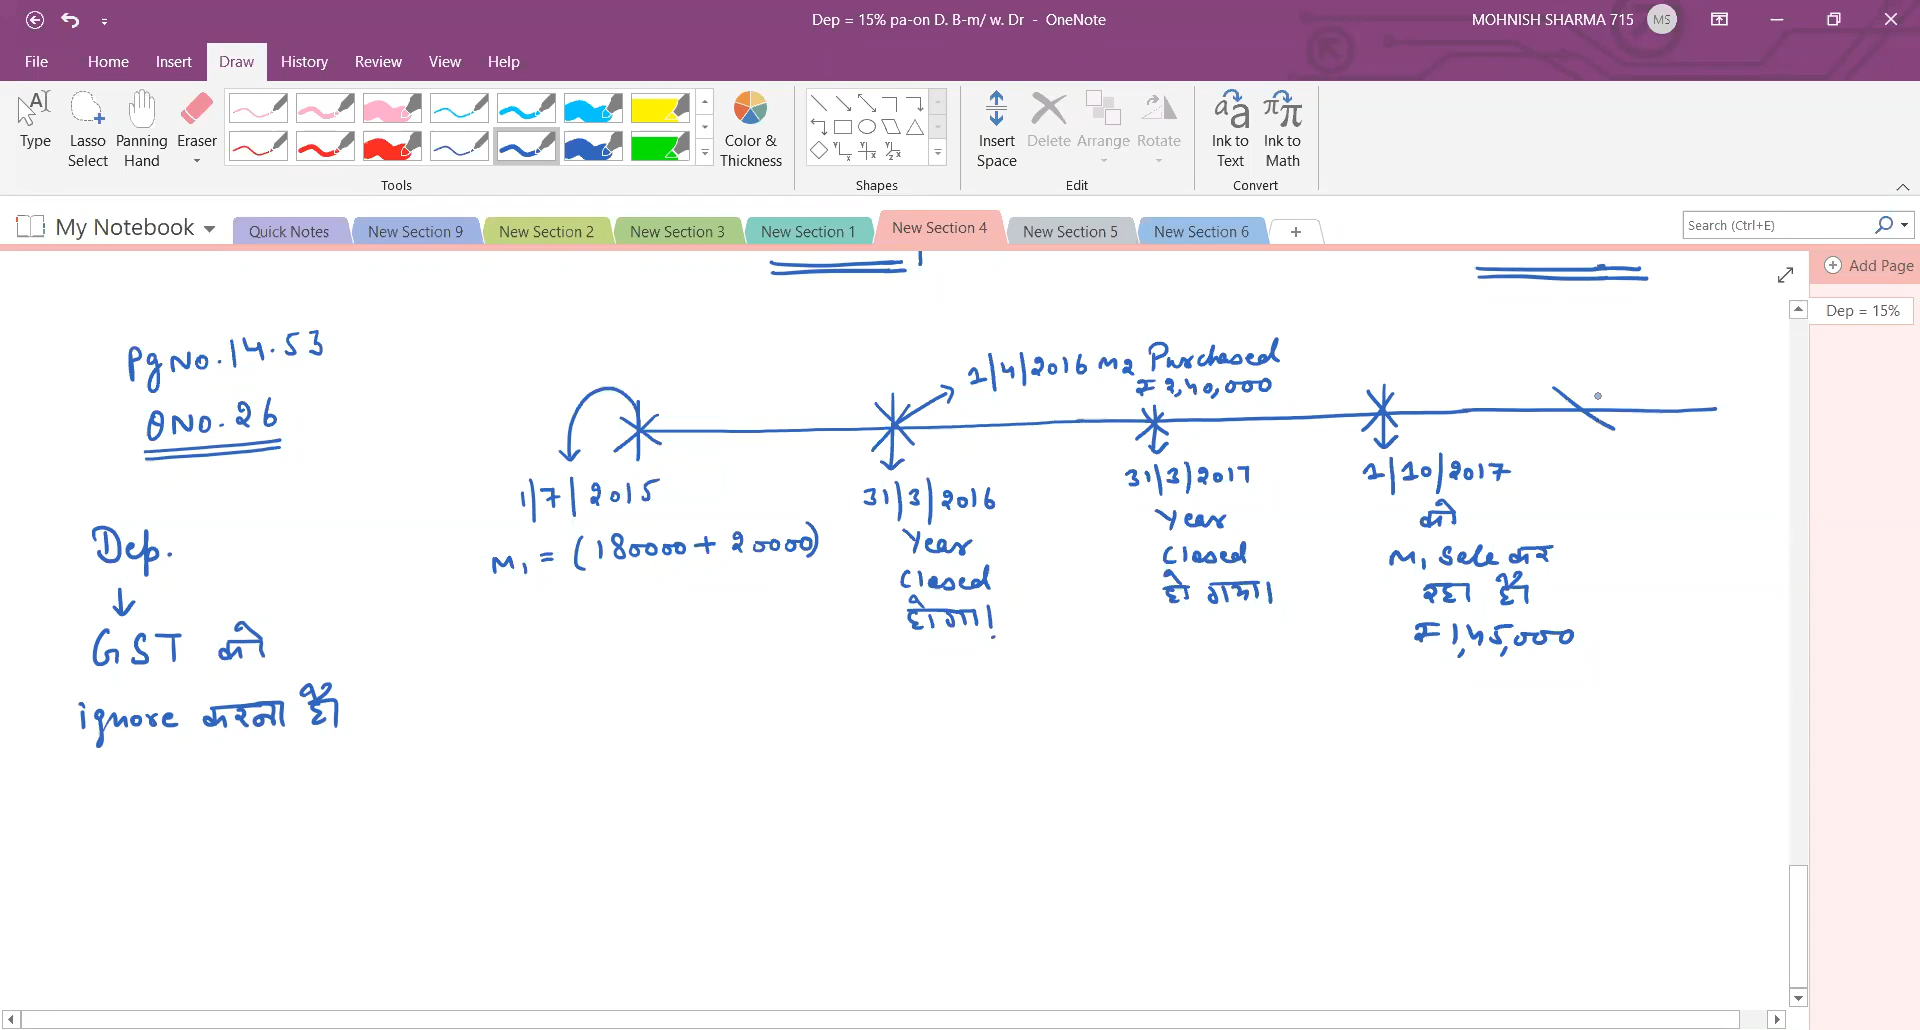 Dep = 15% pa-on D. B-m/ w. Dr - OneNote
MOHNISH SHARMA 715
MS
File Home Insert Draw History Review View Help
Type
Lasso Select
Panning Hand
Eraser
Color & Thickness
Insert Space
Delete
Arrange
Rotate
Ink to Text
Ink to Math
Tools
Shapes
Edit
Convert
My Notebook
Quick Notes
New Section 9
New Section 2
New Section 3
New Section 1
New Section 4
New Section 5
New Section 6
Search (Ctrl+E)
Add Page
Dep = 15%
Pg No. 14.53
Q No. 26
Dep.
GST को
ignore करना है
1/4/2016 M2 Purchased
₹ 2,40,000
1/7/2015
M1 = (180000 + 20000)
31/3/2016
Year
Closed
होगा।
31/3/2017
Year
Closed
हो गया।
1/10/2017
को
M1 Sale कर
रहा है
₹ 1,45,000